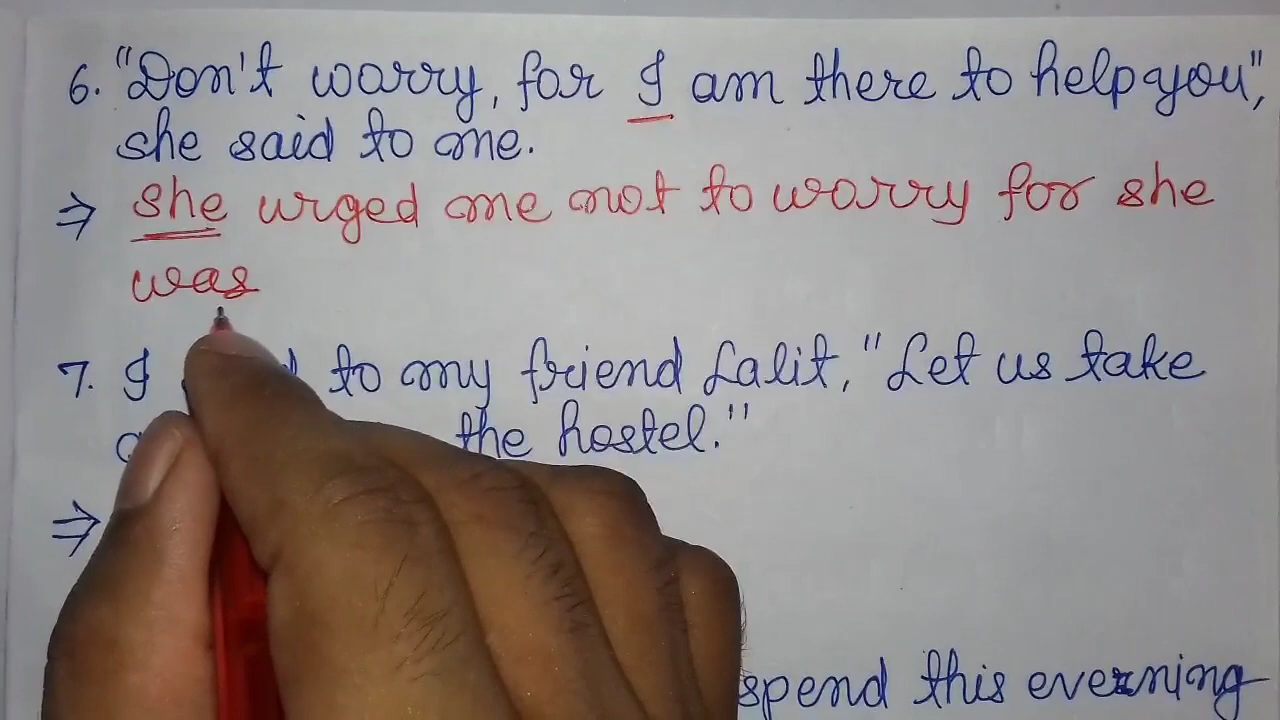 6. "Don't worry, for I am there to help you",
she said to me.
⇒ she urged me not to worry for she
was
7. I to my friend Lalit, "Let us take
the hostel."
⇒
spend this evening